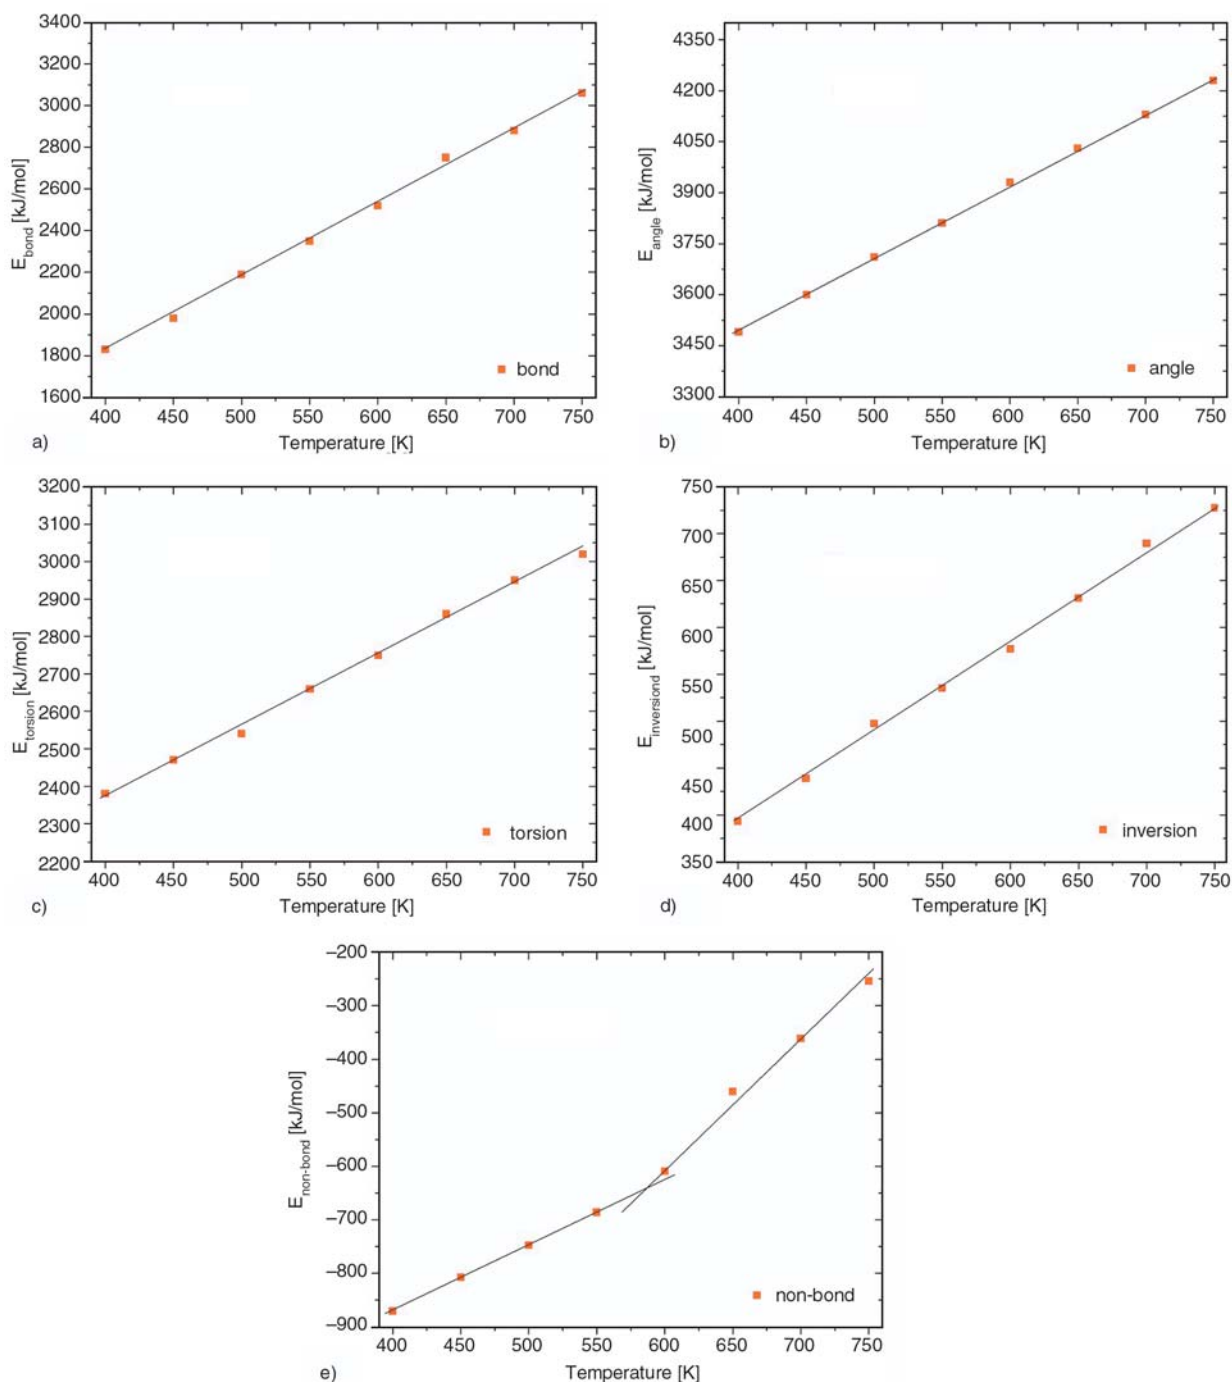 3400
3200
3000
2800
2600
2400
2200
2000
1800
1600
E bond [kJ/mol]
400 450 500 550 600 650 700 750
Temperature [K]
bond
a)
4350
4200
4050
3900
3750
3600
3450
3300
E angle [kJ/mol]
400 450 500 550 600 650 700 750
Temperature [K]
angle
b)
3200
3100
3000
2900
2800
2700
2600
2500
2400
2300
2200
E torsion [kJ/mol]
400 450 500 550 600 650 700 750
Temperature [K]
torsion
c)
750
700
650
600
550
500
450
400
350
E inversiond [kJ/mol]
400 450 500 550 600 650 700 750
Temperature [K]
inversion
d)
–200
–300
–400
–500
–600
–700
–800
–900
E non-bond [kJ/mol]
400 450 500 550 600 650 700 750
Temperature [K]
non-bond
e)